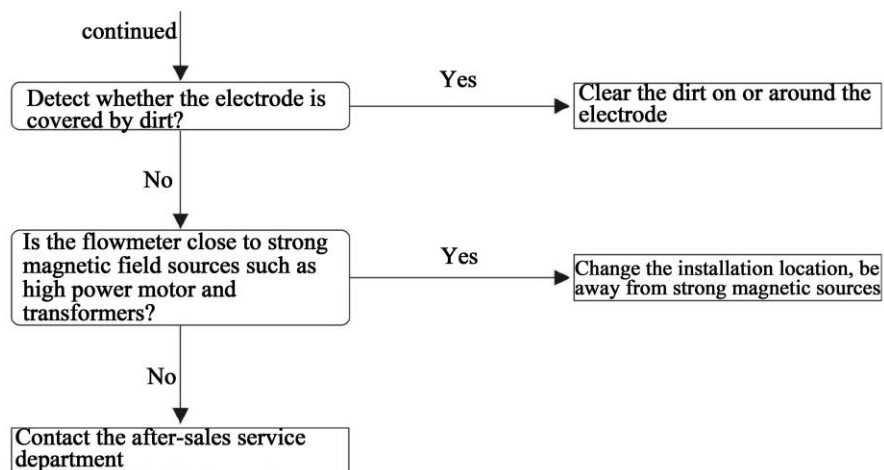 continued
Detect whether the electrode is
covered by dirt?
Yes
Clear the dirt on or around the
electrode
No
Is the flowmeter close to strong
magnetic field sources such as
high power motor and
transformers?
Yes
Change the installation location, be
away from strong magnetic sources
No
Contact the after-sales service
department